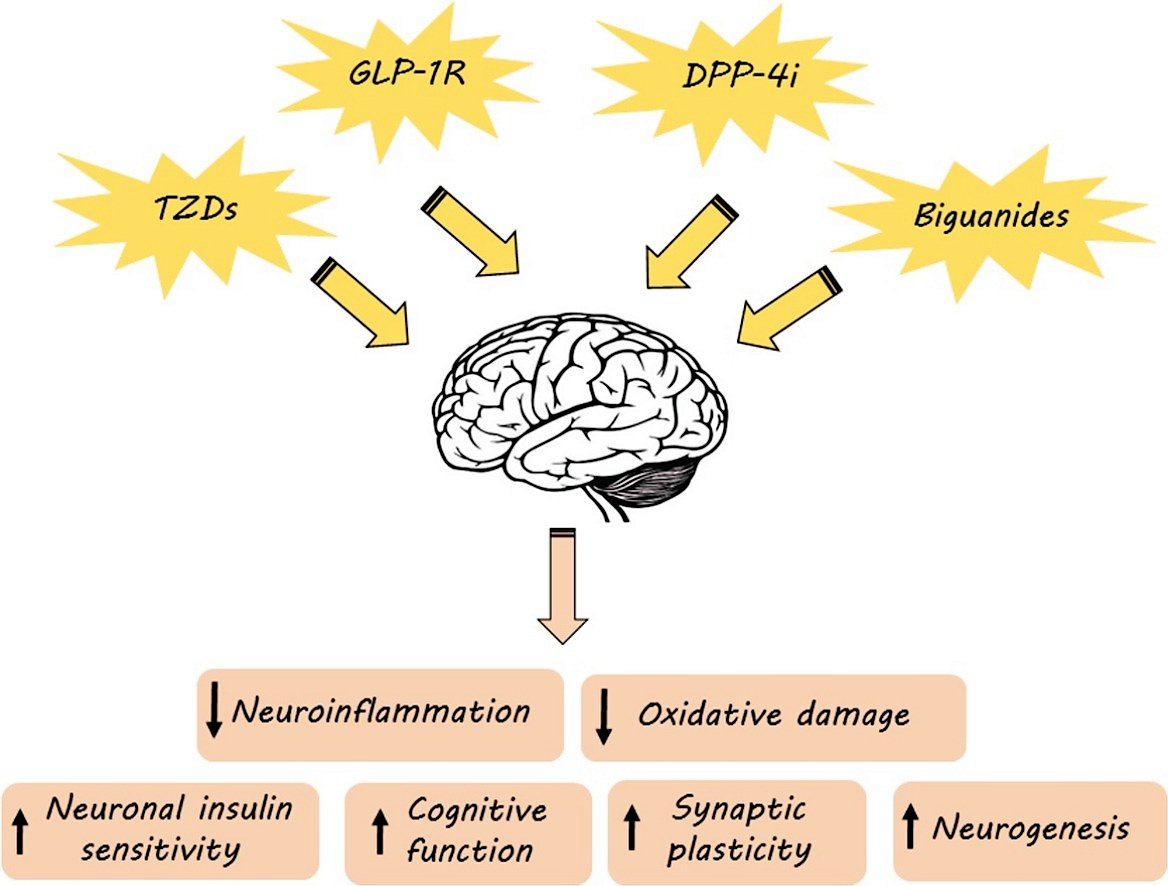 GLP-1R
DPP-4i
TZDs
Biguanides
Neuroinflammation
Oxidative damage
Neuronal insulin
sensitivity
Cognitive
function
Synaptic
plasticity
Neurogenesis